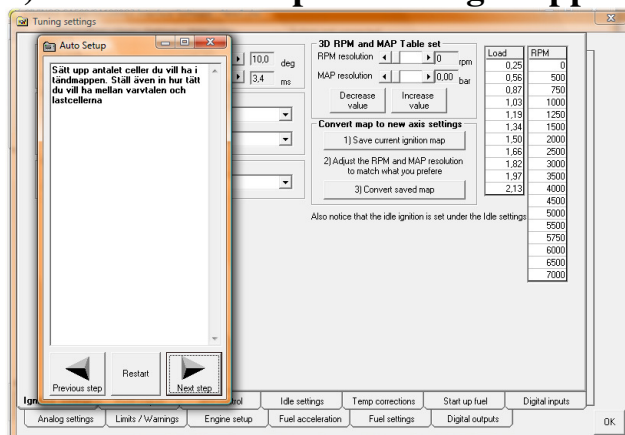 Tuning settings
Auto Setup
Sätt upp antalet celler du vill ha i
tändmappen. Ställ även in hur tätt
du vill ha mellan varvtalen och
lastcellerna
Previous step
Restart
Next step
10,0 deg
3,4 ms
3D RPM and MAP Table
set
RPM resolution 0 rpm
MAP resolution 0,00 bar
Decrease
value
Increase
value
Convert map to new axis
settings
1) Save current ignition map
2) Adjust the RPM and MAP resolution
to match what you prefere
3) Convert saved map
Also notice that the idle ignition is set under the Idle settings
Load
0,25
0,56
0,87
1,03
1,19
1,34
1,50
1,66
1,82
1,97
2,13
RPM
0
500
750
1000
1250
1500
2000
2500
3000
3500
4000
4500
5000
5500
5750
6000
6500
7000
Idle settings
Temp corrections
Start up fuel
Digital inputs
Analog settings
Limits / Warnings
Engine setup
Fuel acceleration
Fuel settings
Digital outputs
OK